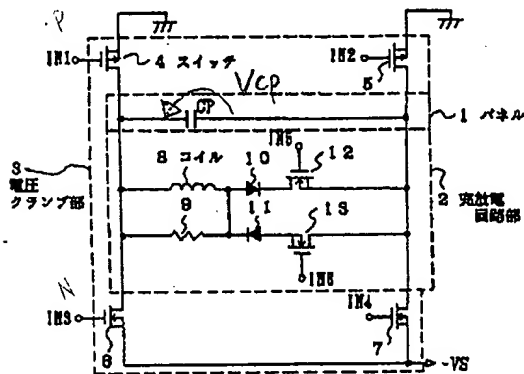 P
IN1
4 スイッチ
IN2
5
VCP
CP
1 パネル
IN5
12
3
電圧
クランプ部
8 コイル
10
2 充放電
回路部
9
11
13
IN6
N
IN3
6
IN4
7
-VS